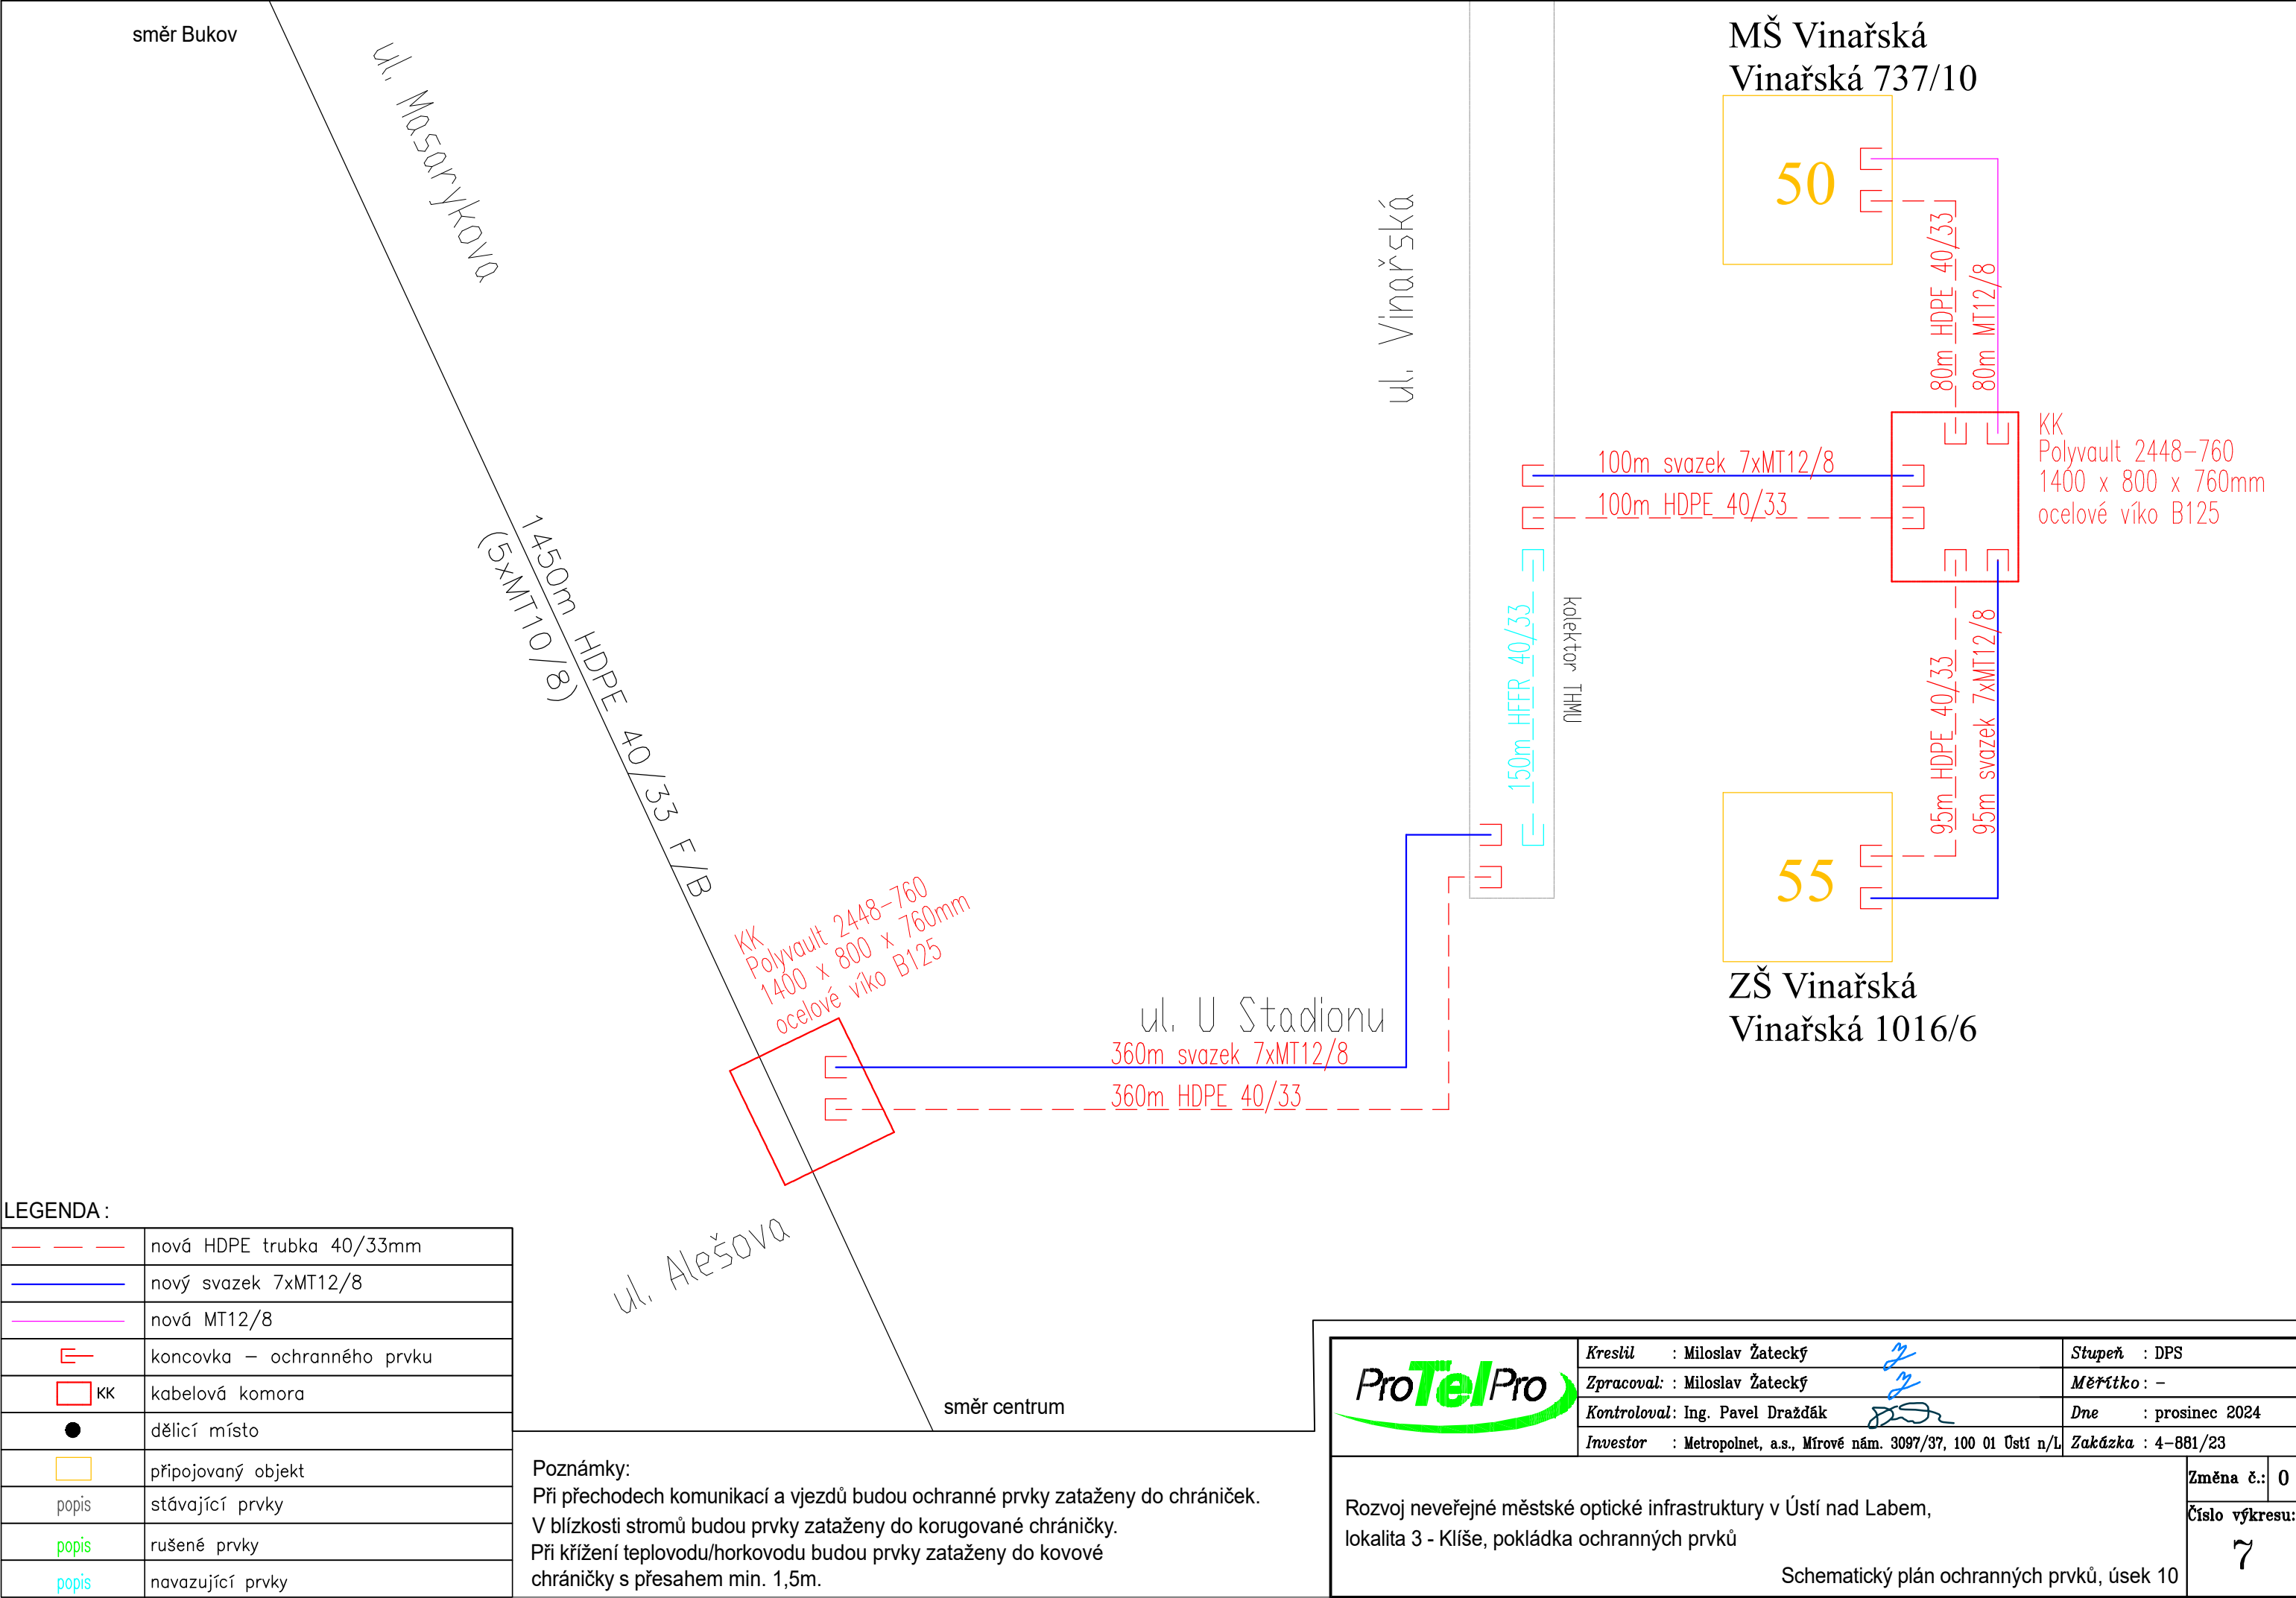 směr Bukov
ul. Masarykova
ul. Vinařská
MŠ Vinařská
Vinařská 737/10
50
80m HDPE 40/33
80m MT12/8
KK
Polyvault 2448-760
1400 x 800 x 760mm
ocelové víko B125
100m svazek 7xMT12/8
100m HDPE 40/33
150m HFFR 40/33
kolektor THMU
95m HDPE 40/33
95m svazek 7xMT12/8
55
ZŠ Vinařská
Vinařská 1016/6
1450m HDPE 40/33 F/B
(5xMT10/8)
KK
Polyvault 2448-760
1400 x 800 x 760mm
ocelové víko B125
ul. U Stadionu
360m svazek 7xMT12/8
360m HDPE 40/33
ul. Alešova
směr centrum
LEGENDA :
nová HDPE trubka 40/33mm
nový svazek 7xMT12/8
nová MT12/8
koncovka - ochranného prvku
KK kabelová komora
dělicí místo
připojovaný objekt
popis stávající prvky
popis rušené prvky
popis navazující prvky
Poznámky:
Při přechodech komunikací a vjezdů budou ochranné prvky zataženy do chrániček.
V blízkosti stromů budou prvky zataženy do korugované chráničky.
Při křížení teplovodu/horkovodu budou prvky zataženy do kovové
chráničky s přesahem min. 1,5m.
ProTelPro
Kreslil : Miloslav Žatecký
Stupeň : DPS
Zpracoval: : Miloslav Žatecký
Měřítko : -
Kontroloval: Ing. Pavel Dražďák
Dne : prosinec 2024
Investor : Metropolnet, a.s., Mírové nám. 3097/37, 100 01 Ústí n/L
Zakázka : 4-881/23
Změna č.: 0
Rozvoj neveřejné městské optické infrastruktury v Ústí nad Labem,
lokalita 3 - Klíše, pokládka ochranných prvků
Číslo výkresu:
7
Schematický plán ochranných prvků, úsek 10